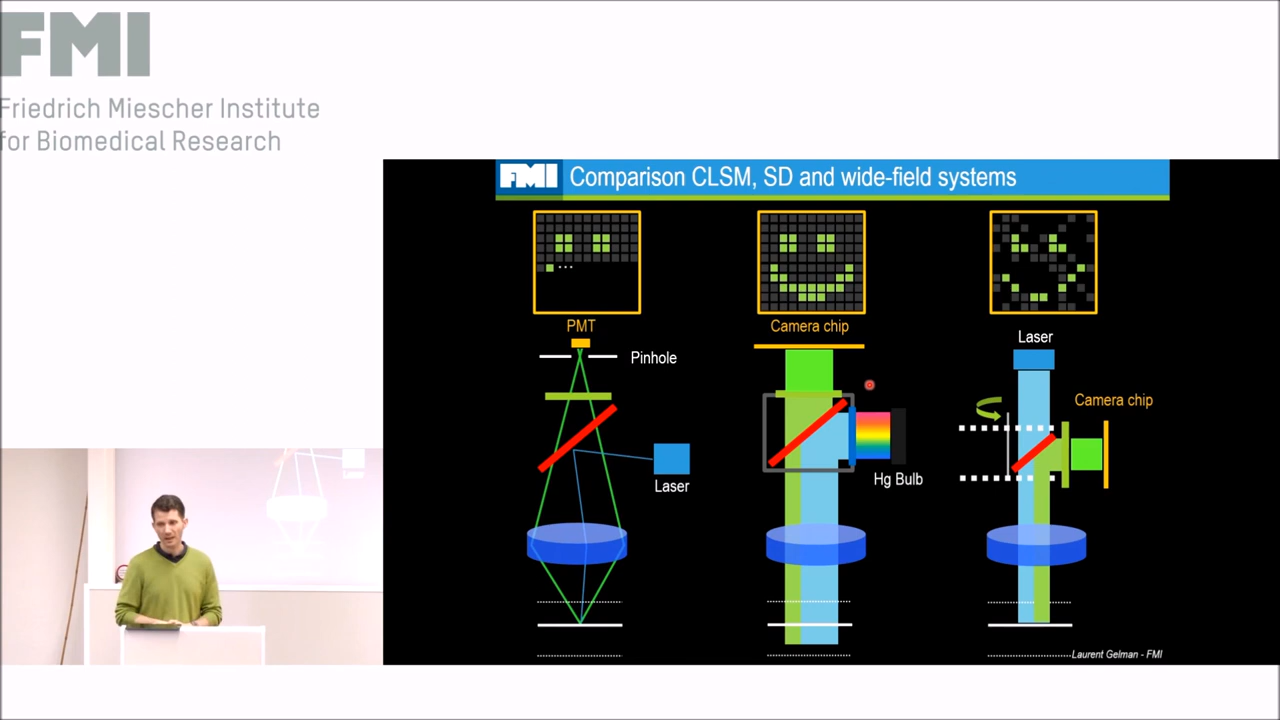 FMI
Friedrich Miescher Institute
for Biomedical Research
FMI Comparison CLSM, SD and wide-field systems
PMT
Pinhole
Laser
Camera chip
Hg Bulb
Laser
Camera chip
Laurent Gelman - FMI